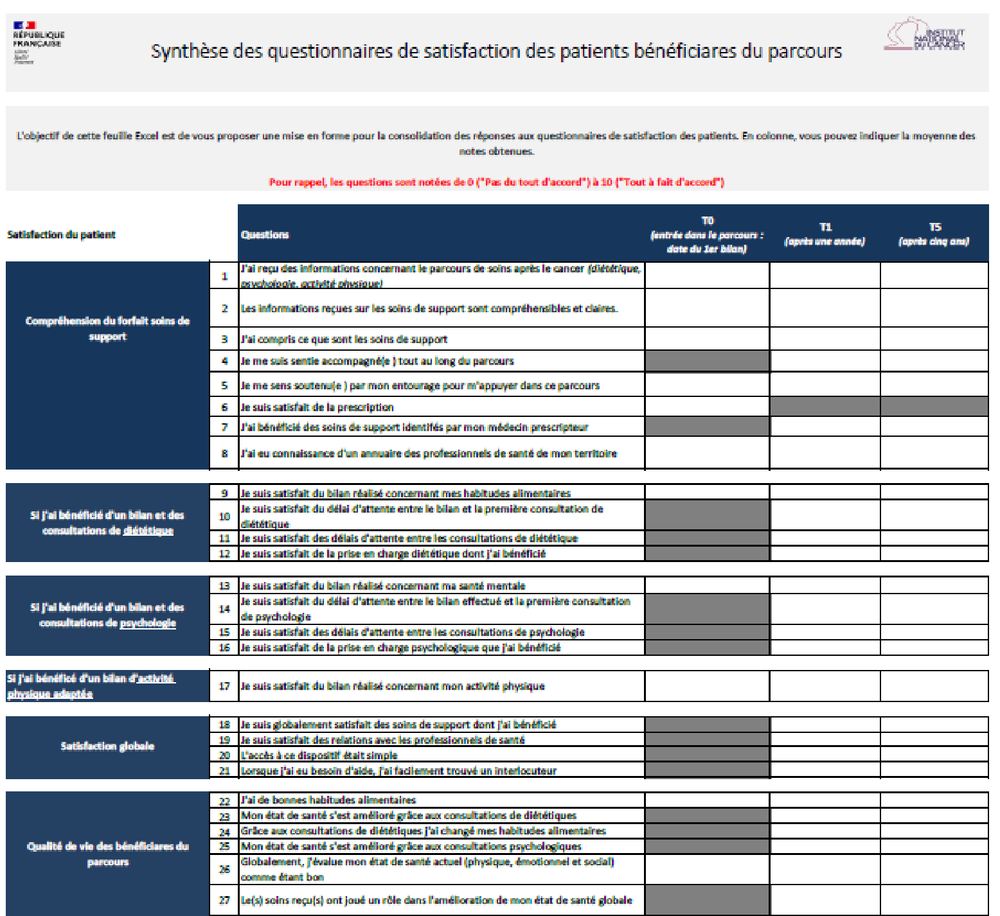 RÉPUBLIQUE
FRANÇAISE
Liberté
Égalité
Fraternité
Synthèse des questionnaires de satisfaction des patients bénéficiares du parcours
INSTITUT
NATIONAL
DU CANCER
L'objectif de cette feuille Excel est de vous proposer une mise en forme pour la consolidation des réponses aux questionnaires de satisfaction des patients. En colonne, vous pouvez indiquer la moyenne des
notes obtenues.
Pour rappel, les questions sont notées de 0 ("Pas du tout d'accord") à 10 ("Tout à fait d'accord")
Satisfaction du patient
Questions
T0
(entrée dans le parcours :
date du 1er bilan)
T1
(après une année)
T5
(après cinq ans)
Compréhension du forfait soins de
support
1 J'ai reçu des informations concernant le parcours de soins après le cancer (diététique,
psychologie, activité physique)
2 Les informations reçues sur les soins de support sont compréhensibles et claires.
3 J'ai compris ce que sont les soins de support
4 Je me suis sentie accompagné(e ) tout au long du parcours
5 Je me sens soutenu(e ) par mon entourage pour m'appuyer dans ce parcours
6 Je suis satisfait de la prescription
7 J'ai bénéficié des soins de support identifés par mon médecin prescripteur
8 J'ai eu connaissance d'un annuaire des professionnels de santé de mon territoire
Si j'ai bénéficié d'un bilan et des
consultations de diététique
9 Je suis satisfait du bilan réalisé concernant mes habitudes alimentaires
10 Je suis satisfait du délai d'attente entre le bilan et la première consultation de
diététique
11 Je suis satisfait des délais d'attente entre les consultations de diététique
12 Je suis satisfait de la prise en charge diététique dont j'ai bénéficié
Si j'ai bénéficié d'un bilan et des
consultations de psychologie
13 Je suis satisfait du bilan réalisé concernant ma santé mentale
14 Je suis satisfait du délai d'attente entre le bilan effectué et la première consultation
de psychologie
15 Je suis satisfait des délais d'attente entre les consultations de psychologie
16 Je suis satisfait de la prise en charge psychologique que j'ai bénéficié
Si j'ai bénéficé d'un bilan d'activité
physique adaptée
17 Je suis satisfait du bilan réalisé concernant mon activité physique
Satisfaction globale
18 Je suis globalement satisfait des soins de support dont j'ai bénéficié
19 Je suis satisfait des relations avec les professionnels de santé
20 L'accès à ce dispositif était simple
21 Lorsque j'ai eu besoin d'aide, j'ai facilement trouvé un interlocuteur
Qualité de vie des bénéficiares du
parcours
22 J'ai de bonnes habitudes alimentaires
23 Mon état de santé s'est amélioré grâce aux consultations de diététiques
24 Grâce aux consultations de diététiques j'ai changé mes habitudes alimentaires
25 Mon état de santé s'est amélioré grâce aux consultations psychologiques
26 Globalement, j'évalue mon état de santé actuel (physique, émotionnel et social)
comme étant bon
27 Le(s) soins reçu(s) ont joué un rôle dans l'amélioration de mon état de santé globale